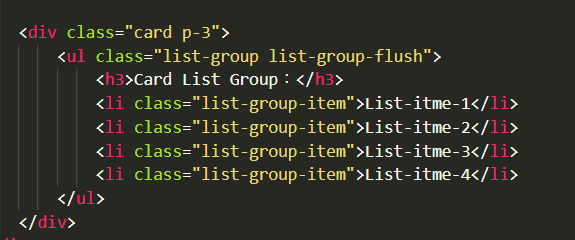 <div class="card p-3">
<ul class="list-group list-group-flush">
<h3>Card List Group：</h3>
<li class="list-group-item">List-itme-1</li>
<li class="list-group-item">List-itme-2</li>
<li class="list-group-item">List-itme-3</li>
<li class="list-group-item">List-itme-4</li>
</ul>
</div>